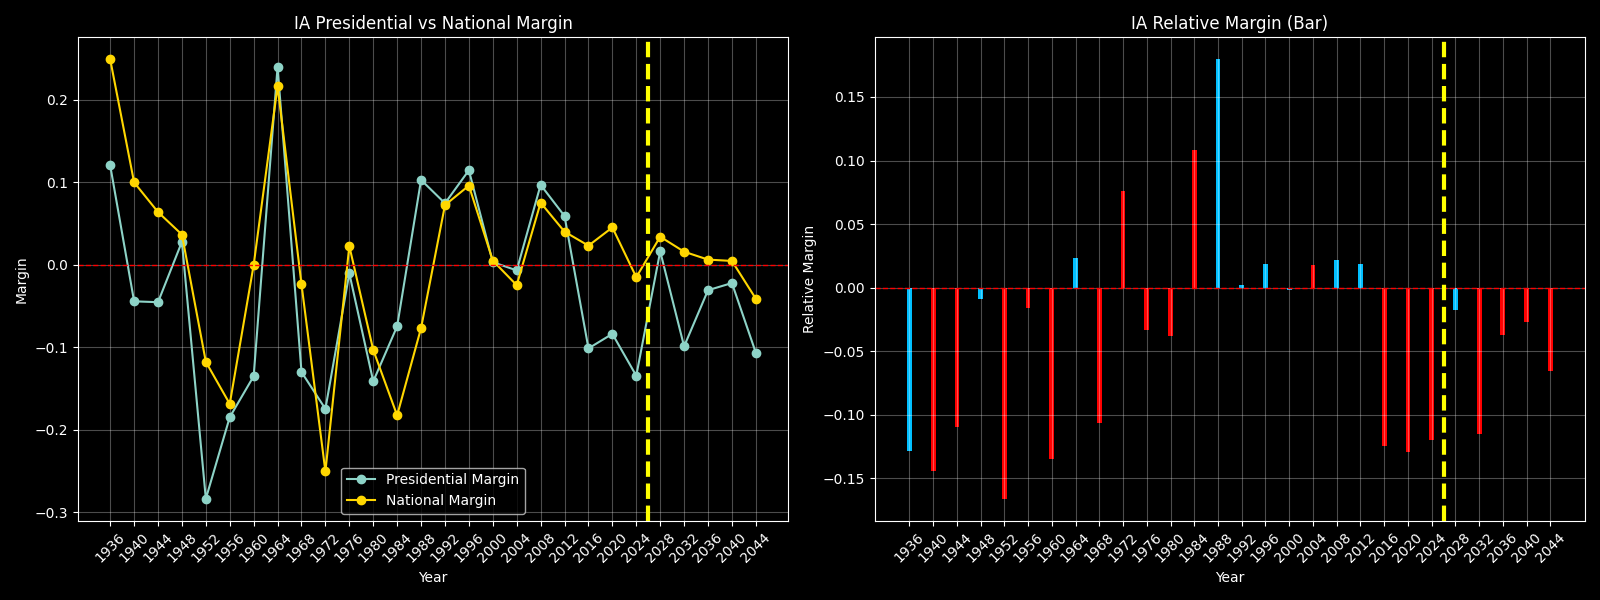 IA Presidential vs National Margin
Margin
0.2
0.1
0.0
−0.1
−0.2
−0.3
Presidential Margin
National Margin
1936 1940 1944 1948 1952 1956 1960 1964 1968 1972 1976 1980 1984 1988 1992 1996 2000 2004 2008 2012 2016 2020 2024 2028 2032 2036 2040 2044
Year
IA Relative Margin (Bar)
Relative Margin
0.15
0.10
0.05
0.00
−0.05
−0.10
−0.15
1936 1940 1944 1948 1952 1956 1960 1964 1968 1972 1976 1980 1984 1988 1992 1996 2000 2004 2008 2012 2016 2020 2024 2028 2032 2036 2040 2044
Year